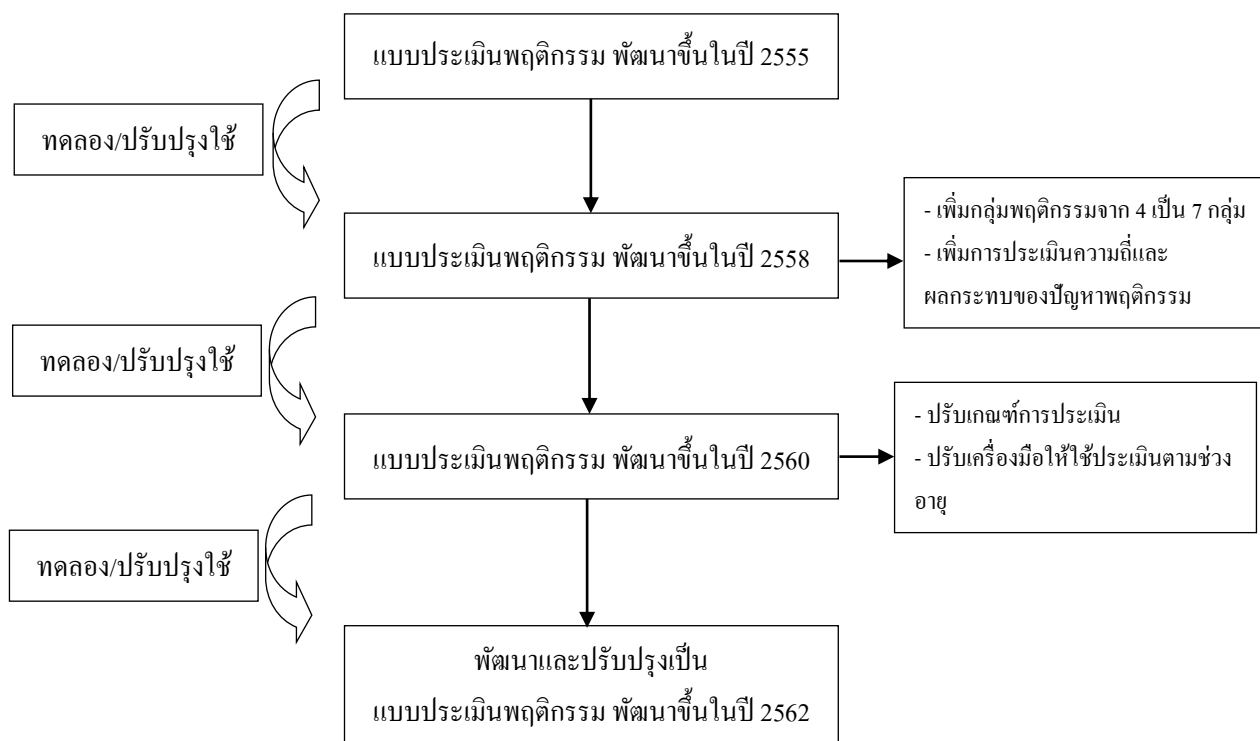 แบบประเมินพฤติกรรม พัฒนาขึ้นในปี 2555
ทดลอง/ปรับปรุงใช้
แบบประเมินพฤติกรรม พัฒนาขึ้นในปี 2558
- เพิ่มกลุ่มพฤติกรรมจาก 4 เป็น 7 กลุ่ม
- เพิ่มการประเมินความถี่และ
ผลกระทบของปัญหาพฤติกรรม
ทดลอง/ปรับปรุงใช้
แบบประเมินพฤติกรรม พัฒนาขึ้นในปี 2560
- ปรับเกณฑ์การประเมิน
- ปรับเครื่องมือให้ใช้ประเมินตามช่วง
อายุ
ทดลอง/ปรับปรุงใช้
พัฒนาและปรับปรุงเป็น
แบบประเมินพฤติกรรม พัฒนาขึ้นในปี 2562